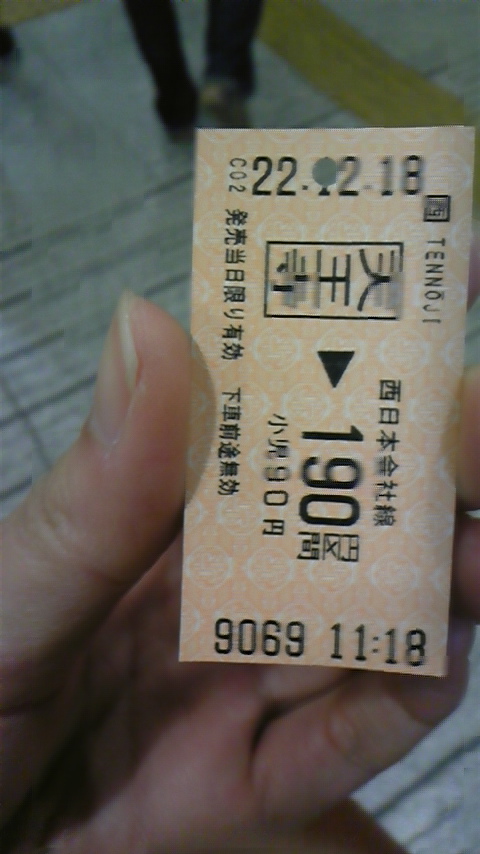 22.12.18
C02
国 TENNŌJI
天王寺
▶
西日本会社線
190円区間
小児90円
発売当日限り有効 下車前途無効
9069 11:18